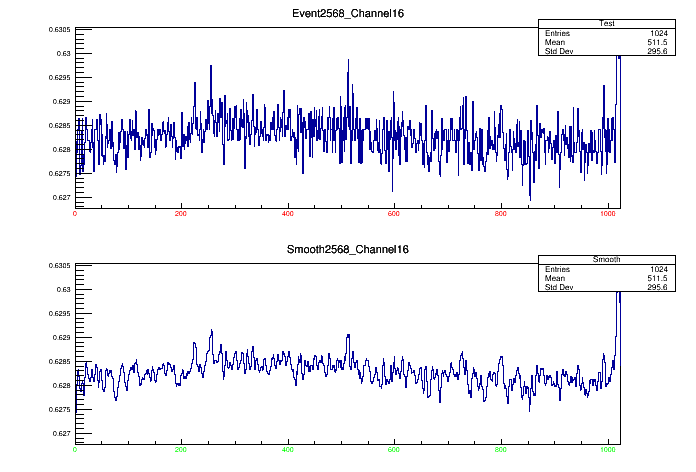 Event2568_Channel16
Test
Entries 1024
Mean 511.5
Std Dev 295.6
0.6305
0.63
0.6295
0.629
0.6285
0.628
0.6275
0.627
0 200 400 600 800 1000
Smooth2568_Channel16
Smooth
Entries 1024
Mean 511.5
Std Dev 295.6
0.6305
0.63
0.6295
0.629
0.6285
0.628
0.6275
0.627
0 200 400 600 800 1000